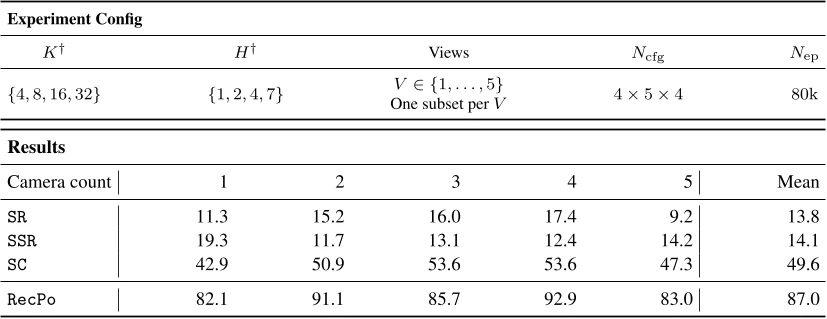 Experiment Config
K† H† Views N_cfg N_ep
{4, 8, 16, 32} {1, 2, 4, 7} V ∈ {1, . . . , 5} 4 × 5 × 4 80k
One subset per V
Results
Camera count 1 2 3 4 5 Mean
SR 11.3 15.2 16.0 17.4 9.2 13.8
SSR 19.3 11.7 13.1 12.4 14.2 14.1
SC 42.9 50.9 53.6 53.6 47.3 49.6
RecPo 82.1 91.1 85.7 92.9 83.0 87.0